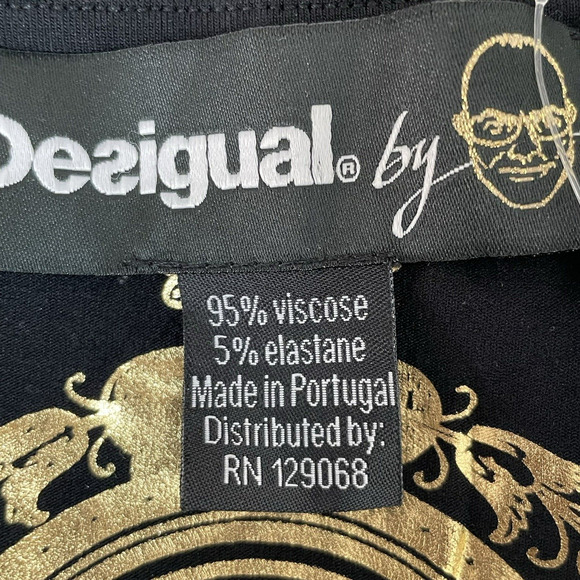 Desigual® by
95% viscose
5% elastane
Made in Portugal
Distributed by:
RN 129068